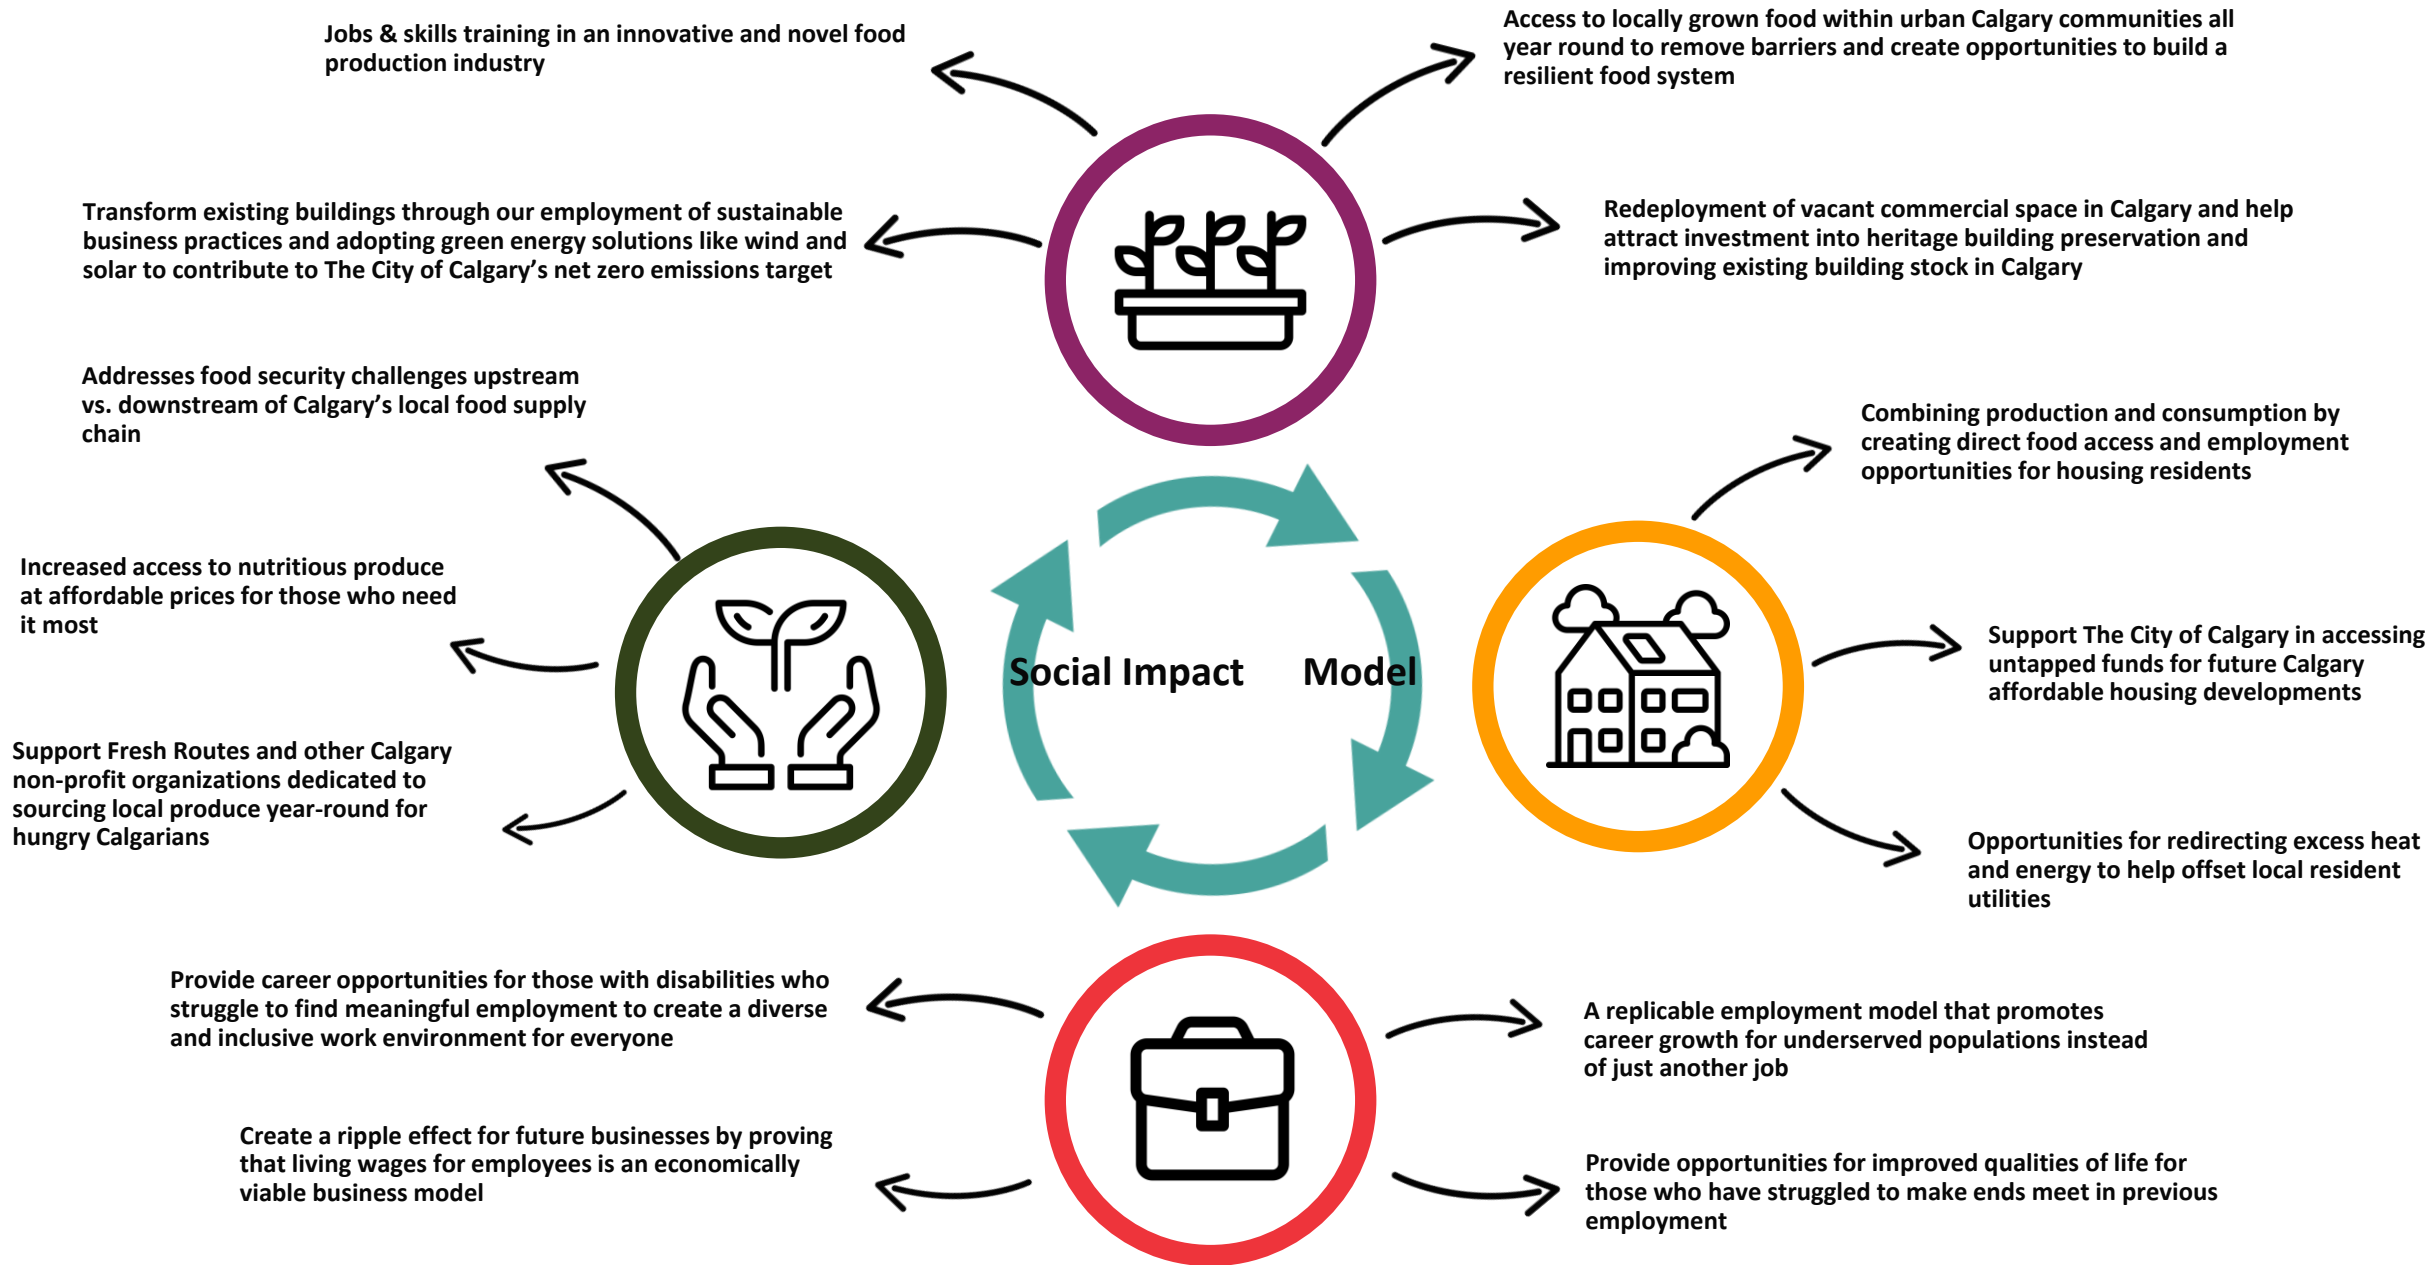 Jobs & skills training in an innovative and novel food
production industry
Access to locally grown food within urban Calgary communities all
year round to remove barriers and create opportunities to build a
resilient food system
Transform existing buildings through our employment of sustainable
business practices and adopting green energy solutions like wind and
solar to contribute to The City of Calgary's net zero emissions target
Redeployment of vacant commercial space in Calgary and help
attract investment into heritage building preservation and
improving existing building stock in Calgary
Addresses food security challenges upstream
vs. downstream of Calgary's local food supply
chain
Combining production and consumption by
creating direct food access and employment
opportunities for housing residents
Increased access to nutritious produce
at affordable prices for those who need
it most
Social Impact Model
Support The City of Calgary in accessing
untapped funds for future Calgary
affordable housing developments
Support Fresh Routes and other Calgary
non-profit organizations dedicated to
sourcing local produce year-round for
hungry Calgarians
Opportunities for redirecting excess heat
and energy to help offset local resident
utilities
Provide career opportunities for those with disabilities who
struggle to find meaningful employment to create a diverse
and inclusive work environment for everyone
A replicable employment model that promotes
career growth for underserved populations instead
of just another job
Create a ripple effect for future businesses by proving
that living wages for employees is an economically
viable business model
Provide opportunities for improved qualities of life for
those who have struggled to make ends meet in previous
employment